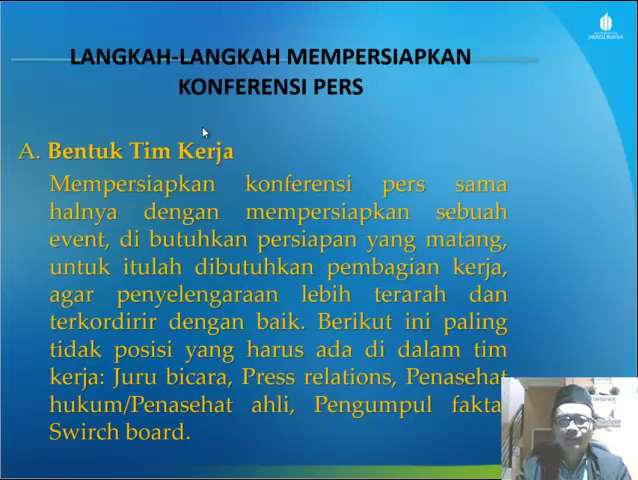 MERCU BUANA
LANGKAH-LANGKAH MEMPERSIAPKAN
KONFERENSI PERS
A. Bentuk Tim Kerja
Mempersiapkan konferensi pers sama
halnya dengan mempersiapkan sebuah
event, di butuhkan persiapan yang matang,
untuk itulah dibutuhkan pembagian kerja,
agar penyelengaraan lebih terarah dan
terkordirir dengan baik. Berikut ini paling
tidak posisi yang harus ada di dalam tim
kerja: Juru bicara, Press relations, Penasehat
hukum/Penasehat ahli, Pengumpul fakta,
Swirch board.